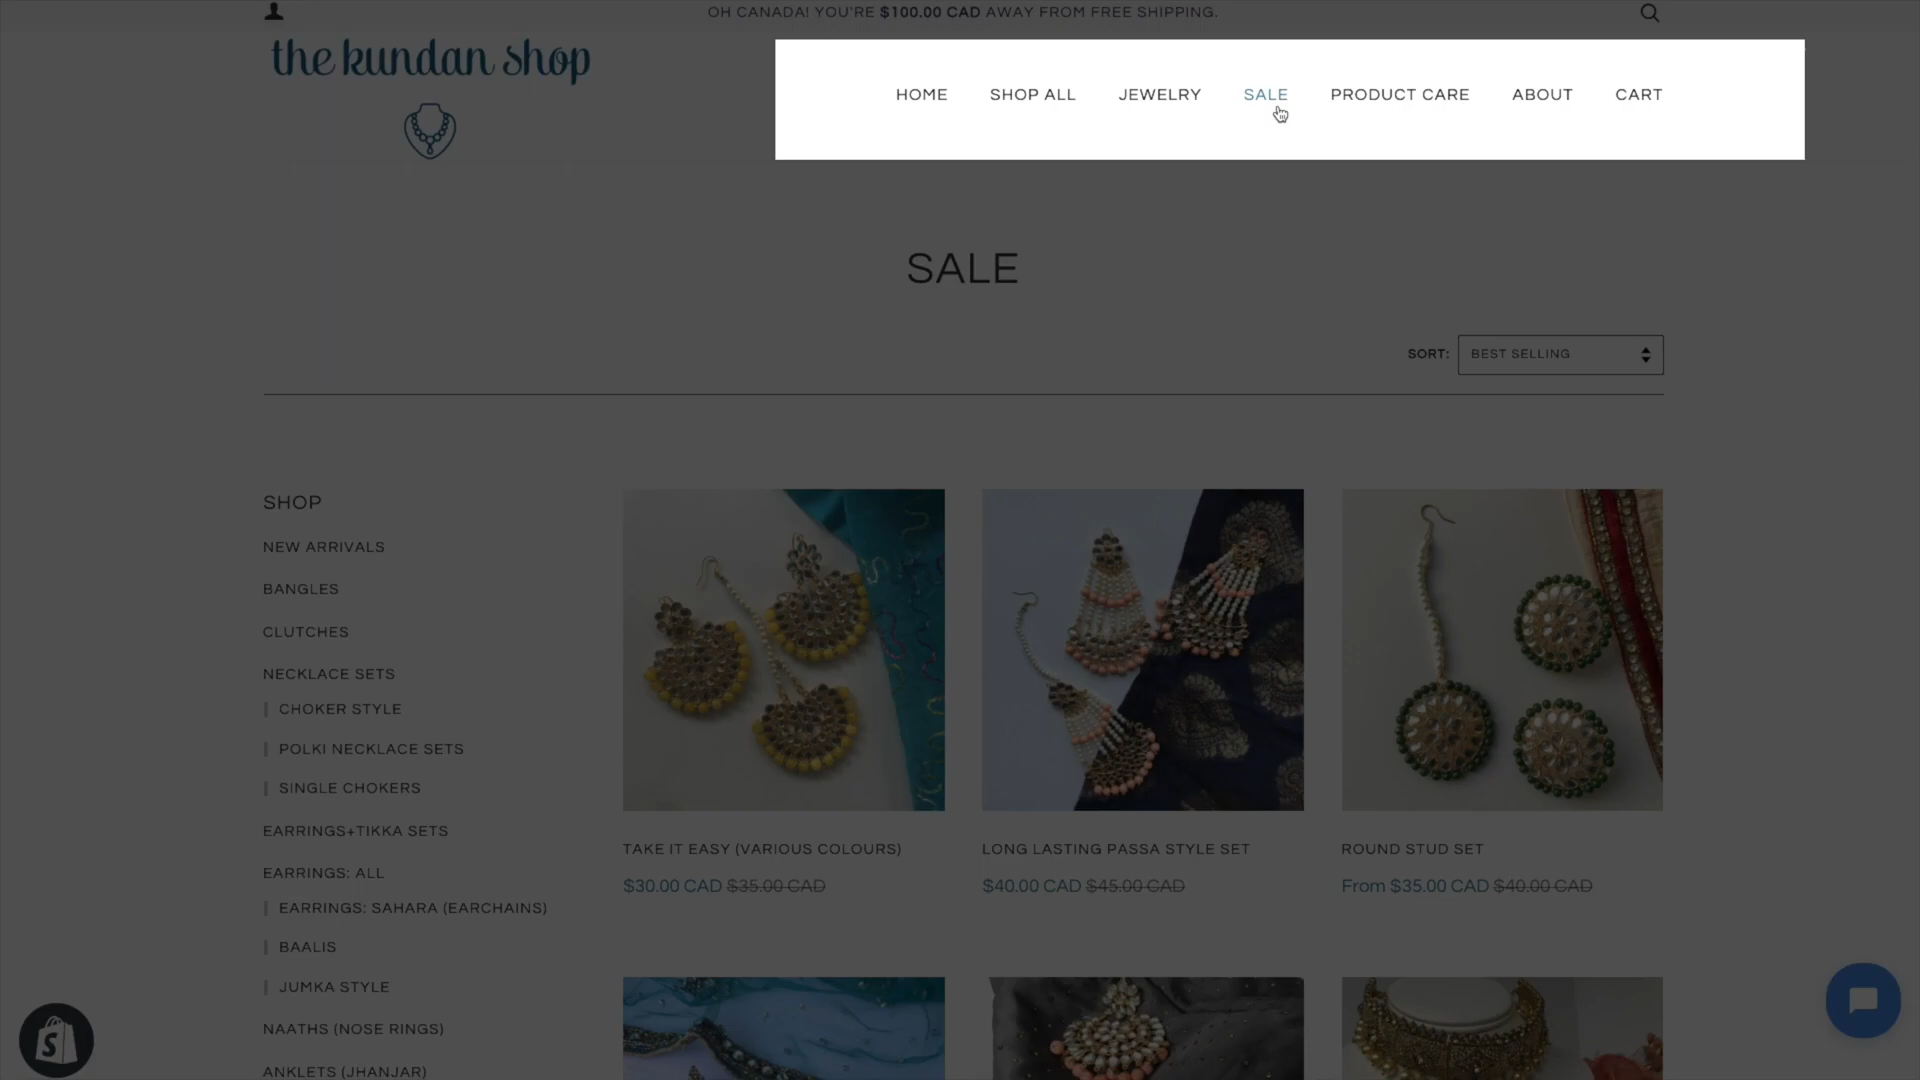 OH CANADA! YOU'RE $100.00 CAD AWAY FROM FREE SHIPPING.
the kundan shop
HOME SHOP ALL JEWELRY SALE PRODUCT CARE ABOUT CART
SALE
SORT: BEST SELLING
SHOP
NEW ARRIVALS
BANGLES
CLUTCHES
NECKLACE SETS
CHOKER STYLE
POLKI NECKLACE SETS
SINGLE CHOKERS
EARRINGS+TIKKA SETS
EARRINGS: ALL
EARRINGS: SAHARA (EARCHAINS)
BAALIS
JUMKA STYLE
NAATHS (NOSE RINGS)
ANKLETS (JHANJAR)
TAKE IT EASY (VARIOUS COLOURS)
$30.00 CAD $35.00 CAD
LONG LASTING PASSA STYLE SET
$40.00 CAD $45.00 CAD
ROUND STUD SET
From $35.00 CAD $40.00 CAD
S